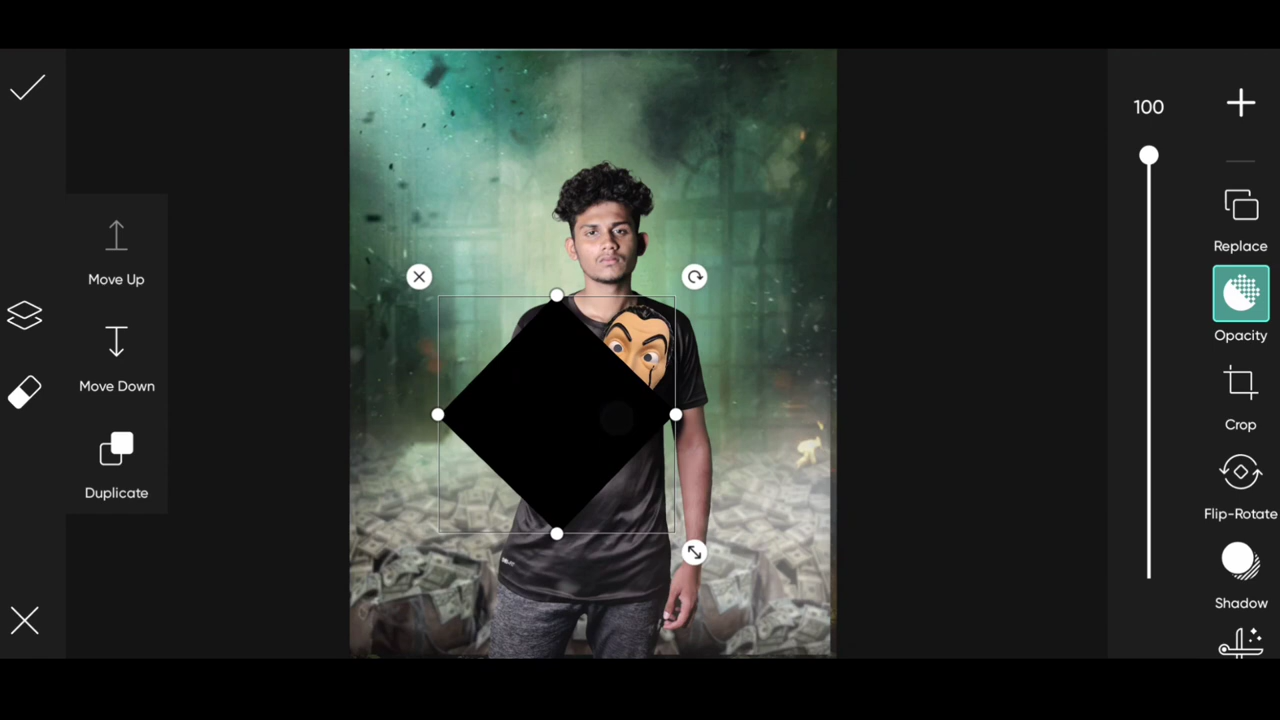 100
Replace
Opacity
Crop
Flip-Rotate
Shadow
Move Up
Move Down
Duplicate